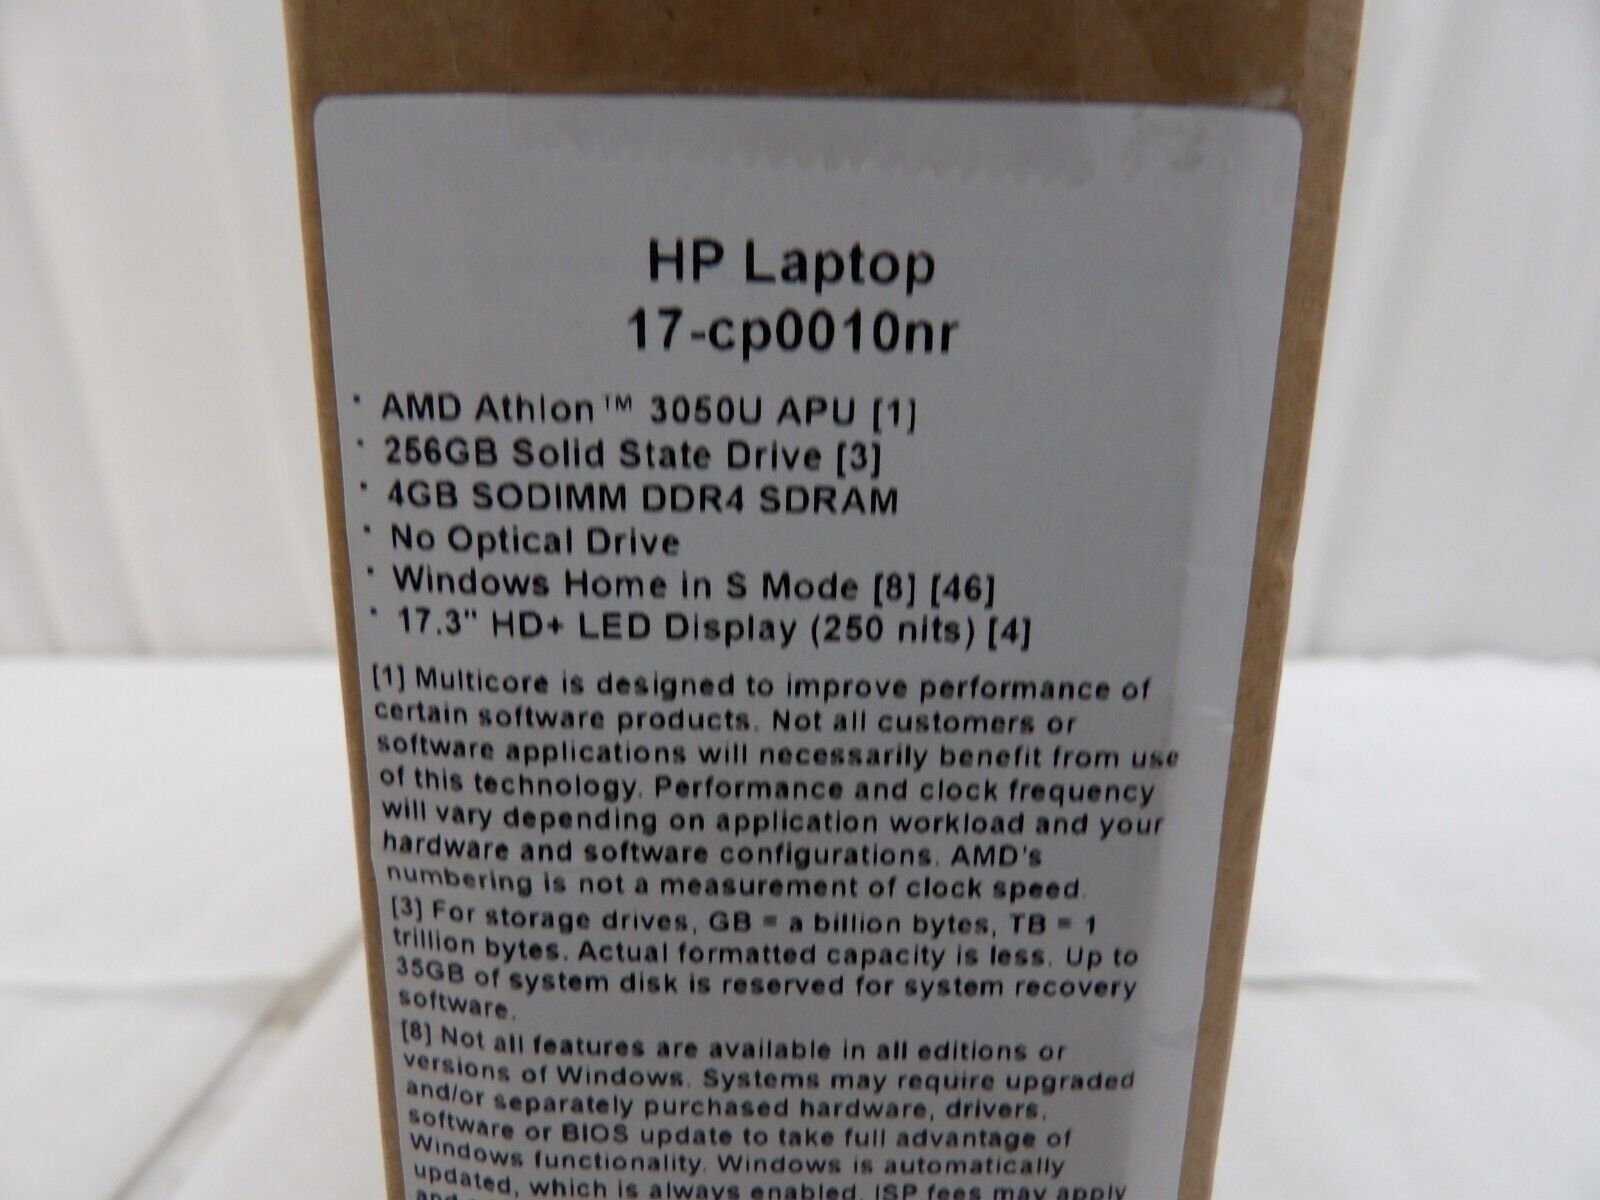 HP Laptop
17-cp0010nr
· AMD Athlon™ 3050U APU [1]
· 256GB Solid State Drive [3]
· 4GB SODIMM DDR4 SDRAM
· No Optical Drive
· Windows Home in S Mode [8] [46]
· 17.3" HD+ LED Display (250 nits) [4]
[1] Multicore is designed to improve performance of
certain software products. Not all customers or
software applications will necessarily benefit from use
of this technology. Performance and clock frequency
will vary depending on application workload and your
hardware and software configurations. AMD's
numbering is not a measurement of clock speed.
[3] For storage drives, GB = a billion bytes, TB = 1
trillion bytes. Actual formatted capacity is less. Up to
35GB of system disk is reserved for system recovery
software.
[8] Not all features are available in all editions or
versions of Windows. Systems may require upgraded
and/or separately purchased hardware, drivers,
software or BIOS update to take full advantage of
Windows functionality. Windows is automatically
updated, which is always enabled. ISP fees may apply
and